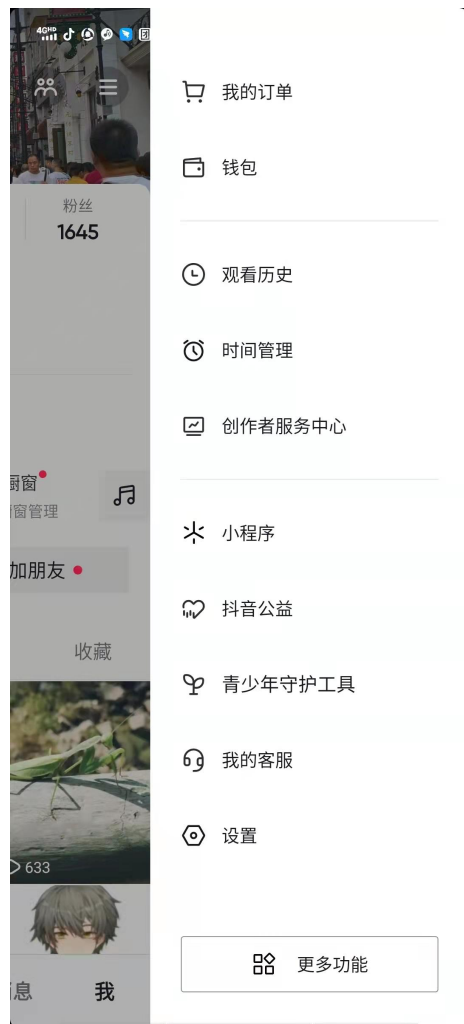 4GHD
粉丝
1645
橱窗
窗管理
加朋友
收藏
633
息
我
我的订单
钱包
观看历史
时间管理
创作者服务中心
小程序
抖音公益
青少年守护工具
我的客服
设置
更多功能